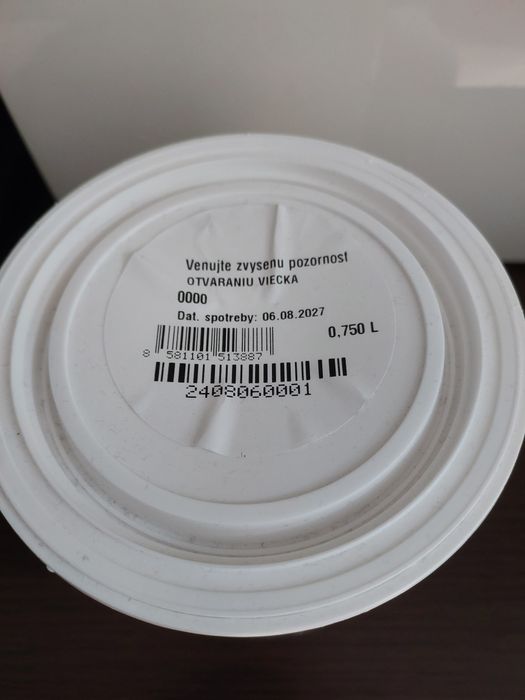 Venujte zvysenu pozornost
OTVARANIU VIECKA
0000
Dat. spotreby: 06.08.2027
0,750 L
8 581101 513887
2408060001